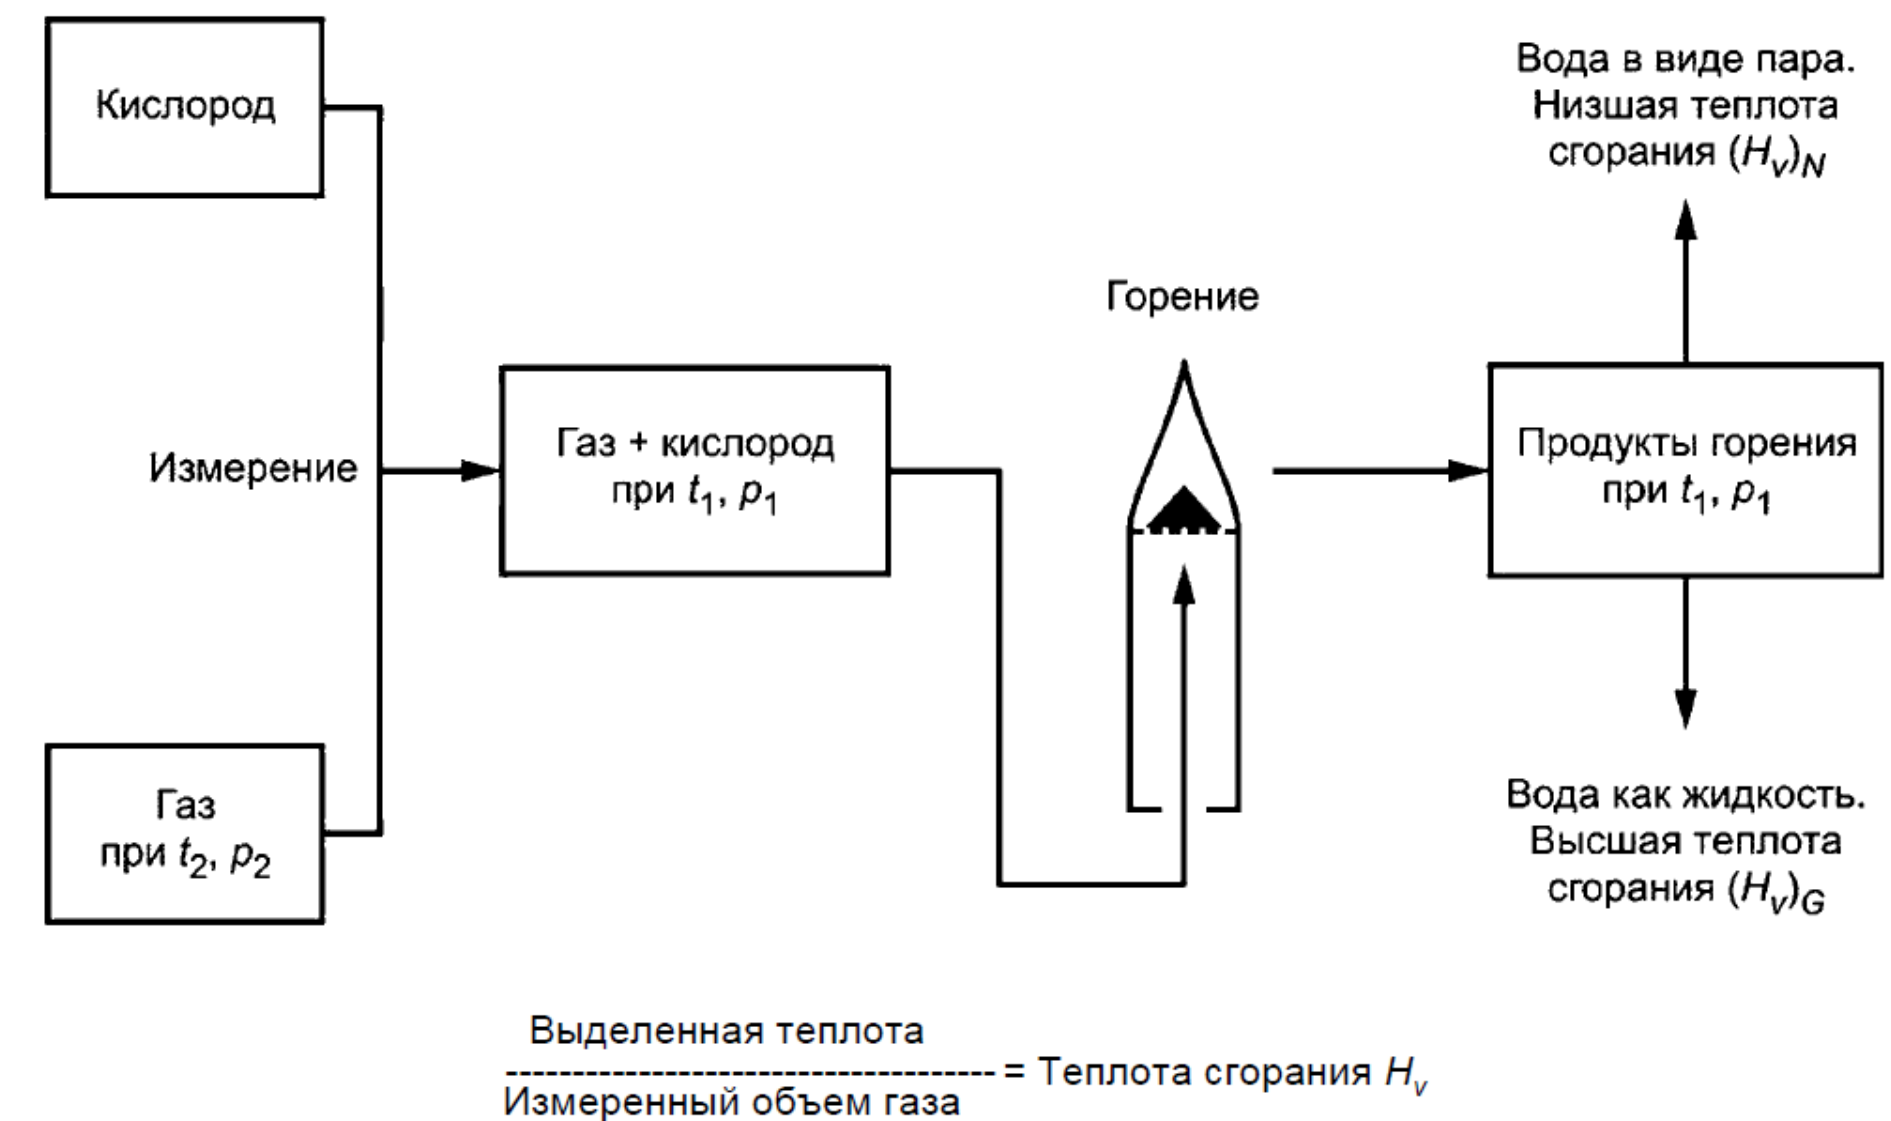 Кислород
Измерение
Газ
при t2, p2
Газ + кислород
при t1, p1
Горение
Вода в виде пара.
Низшая теплота
сгорания (Hv)N
Продукты горения
при t1, p1
Вода как жидкость.
Высшая теплота
сгорания (Hv)G
Выделенная теплота
------------------------------------- = Теплота сгорания Hv
Измеренный объем газа